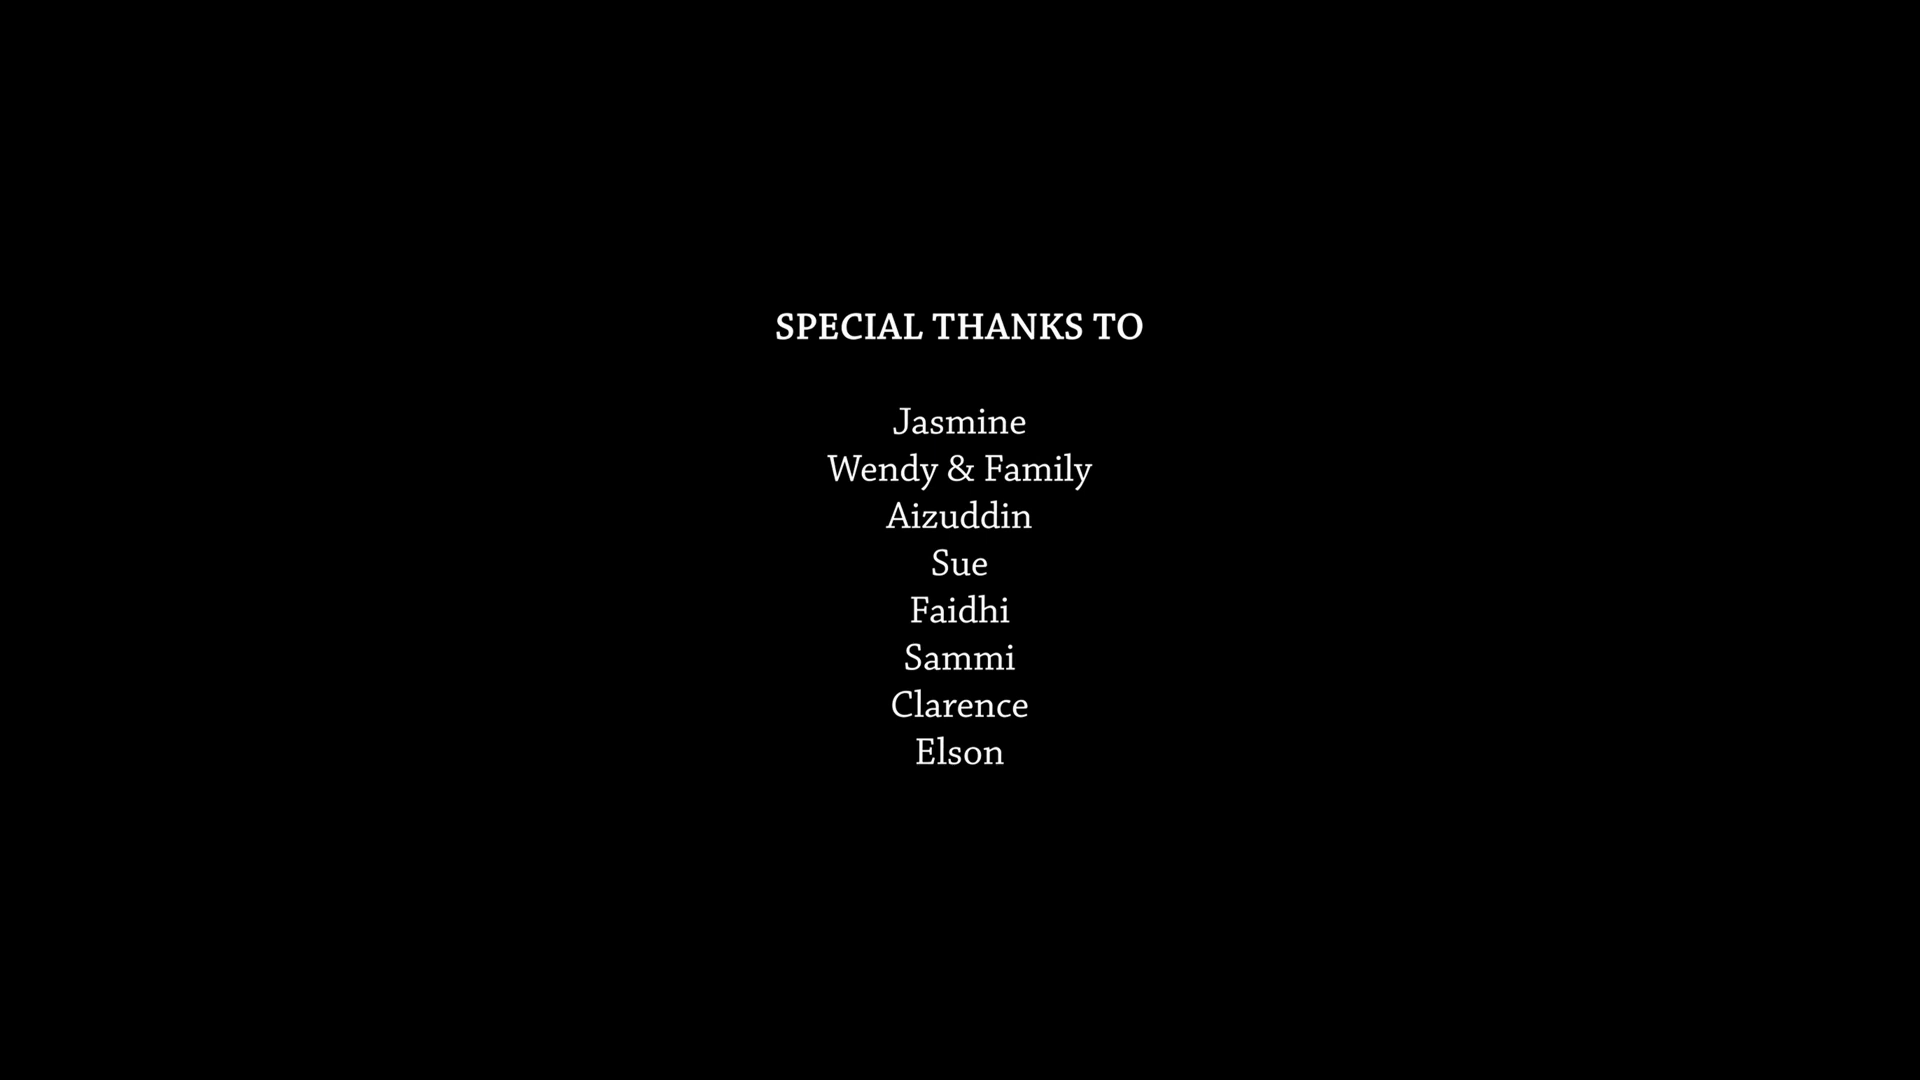 SPECIAL THANKS TO
Jasmine
Wendy & Family
Aizuddin
Sue
Faidhi
Sammi
Clarence
Elson